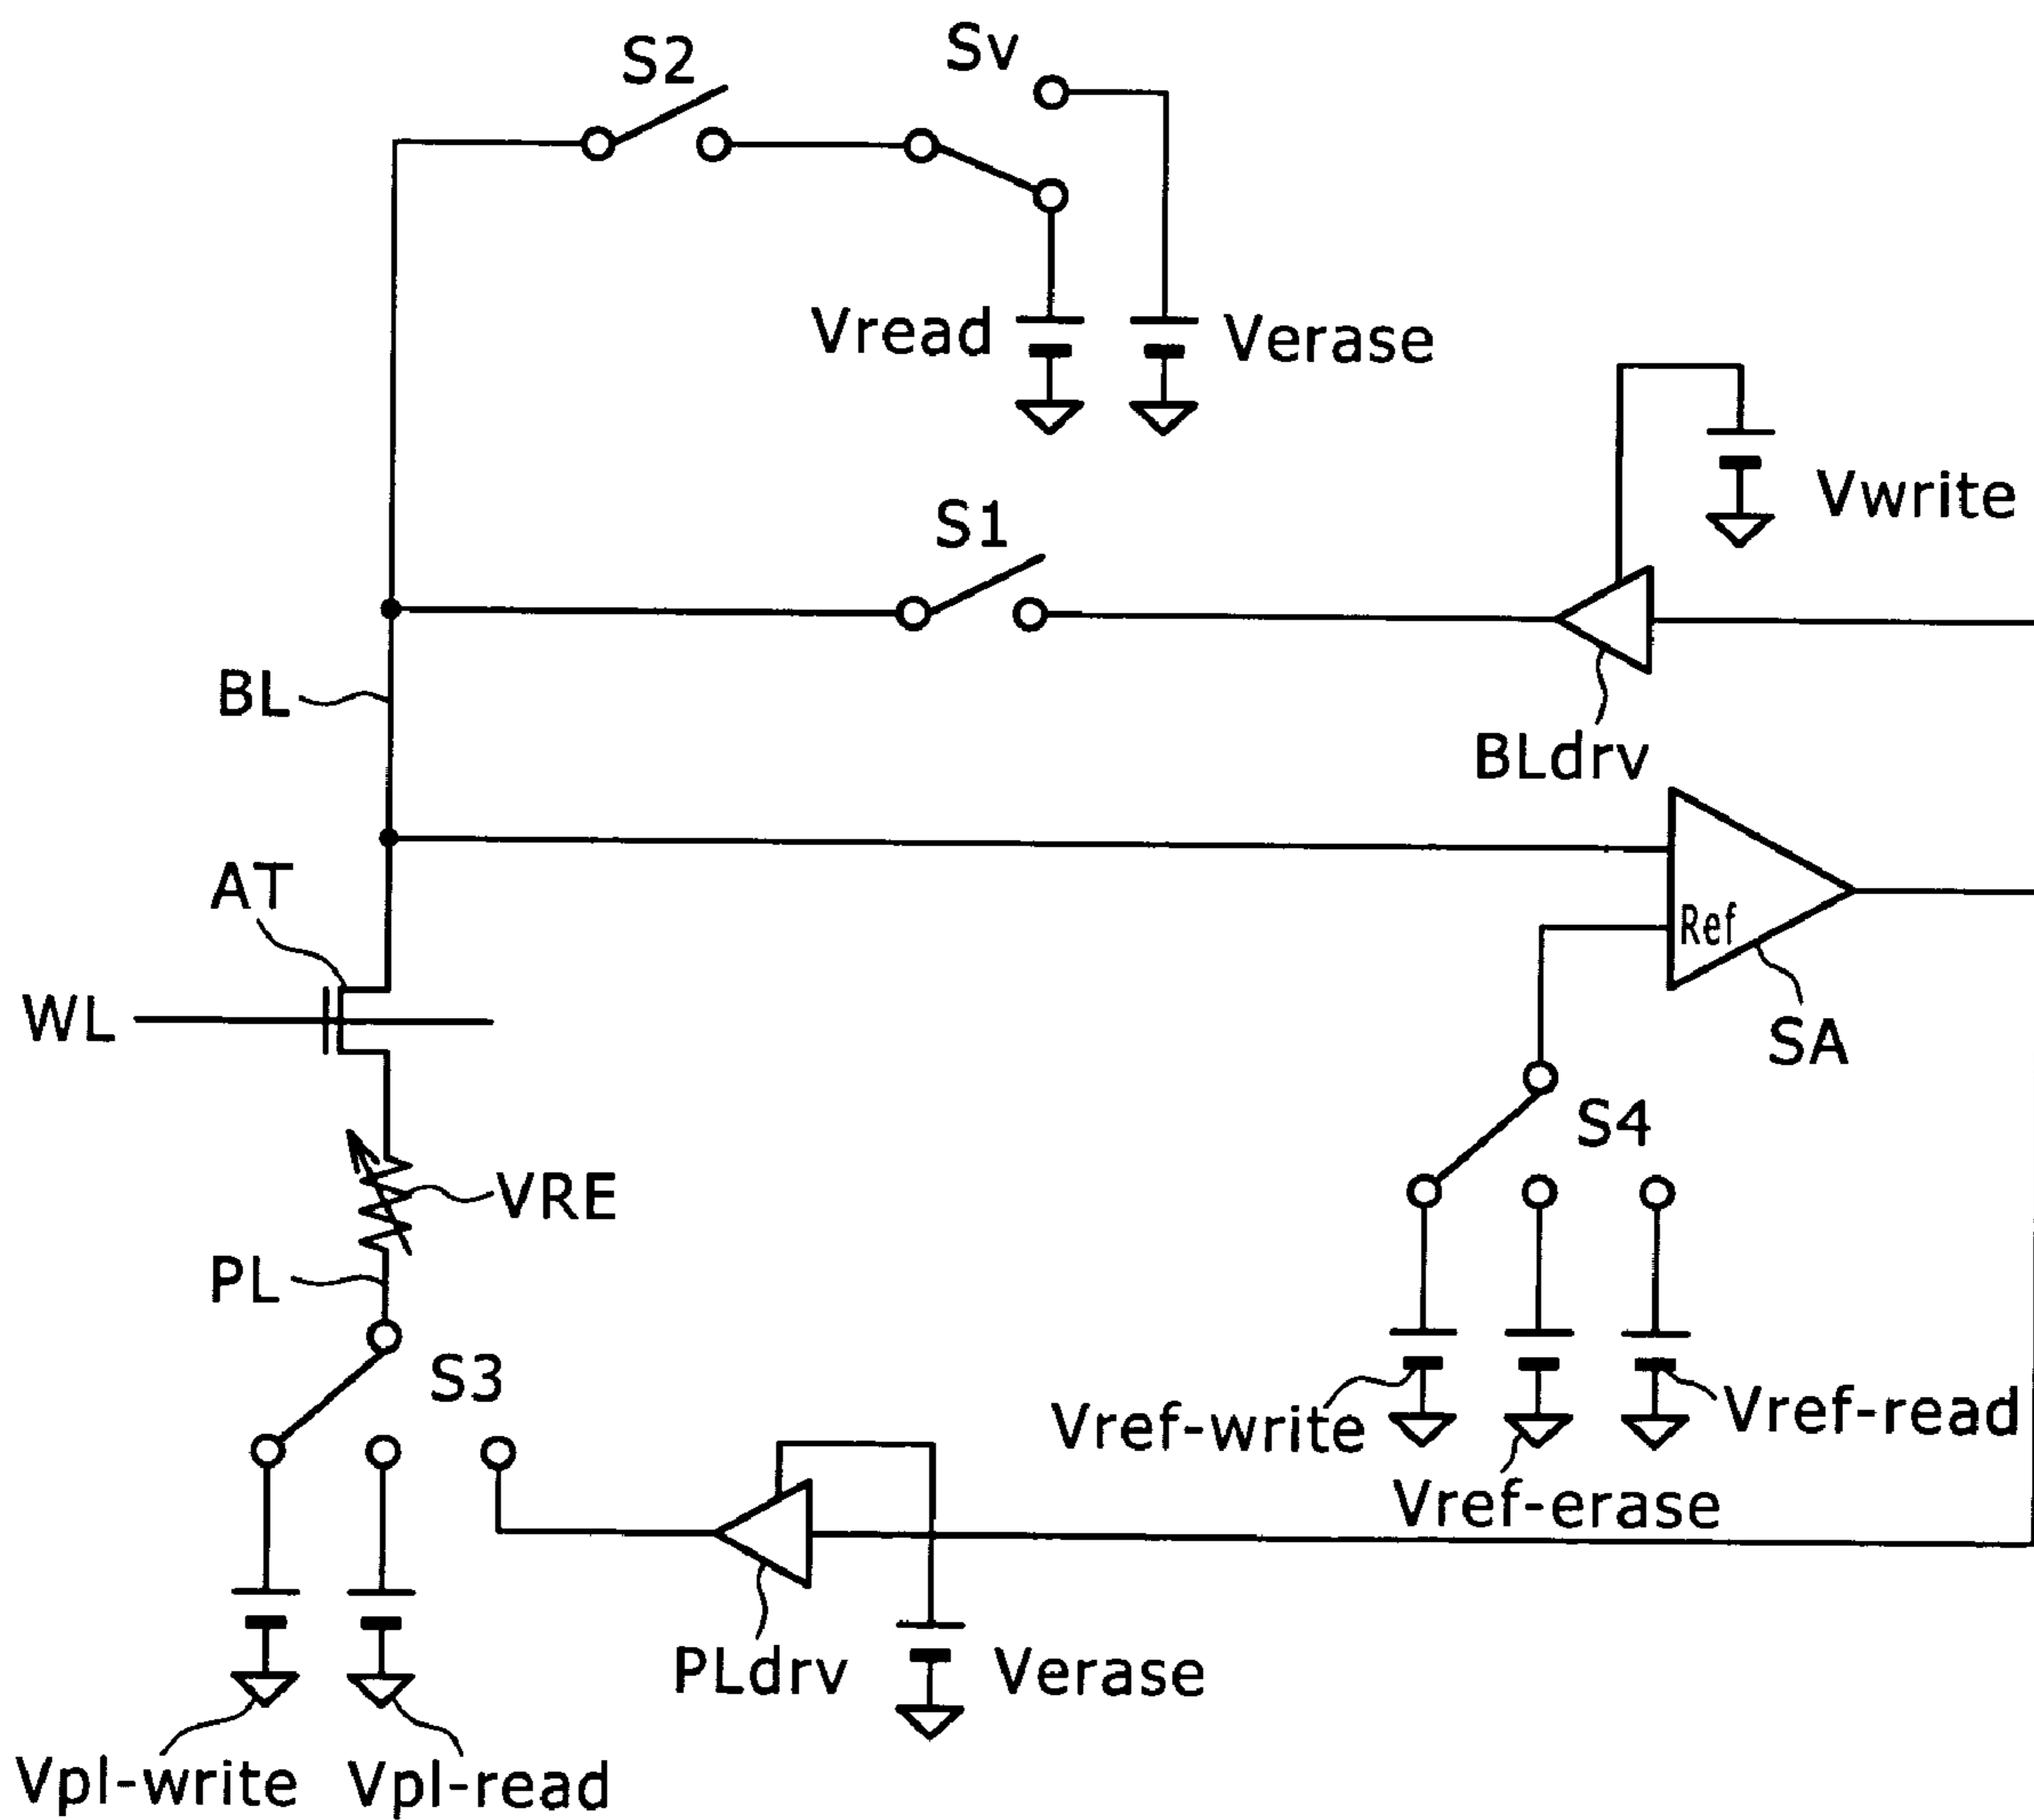 S2
Sv
Vread
Verase
Vwrite
S1
BL
BLdrv
AT
Ref
WL
SA
S4
VRE
PL
S3
Vref-write
Vref-read
Vref-erase
PLdrv
Verase
Vpl-write
Vpl-read